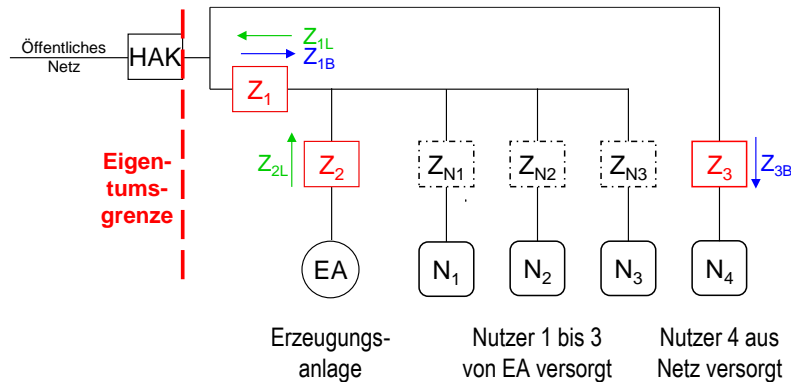 Öffentliches
Netz
HAK
Z1L
Z1B
Z1
Eigen-
tums-
grenze
Z2L
Z2
ZN1
ZN2
ZN3
Z3
Z3B
EA
N1
N2
N3
N4
Erzeugungs-
anlage
Nutzer 1 bis 3
von EA versorgt
Nutzer 4 aus
Netz versorgt